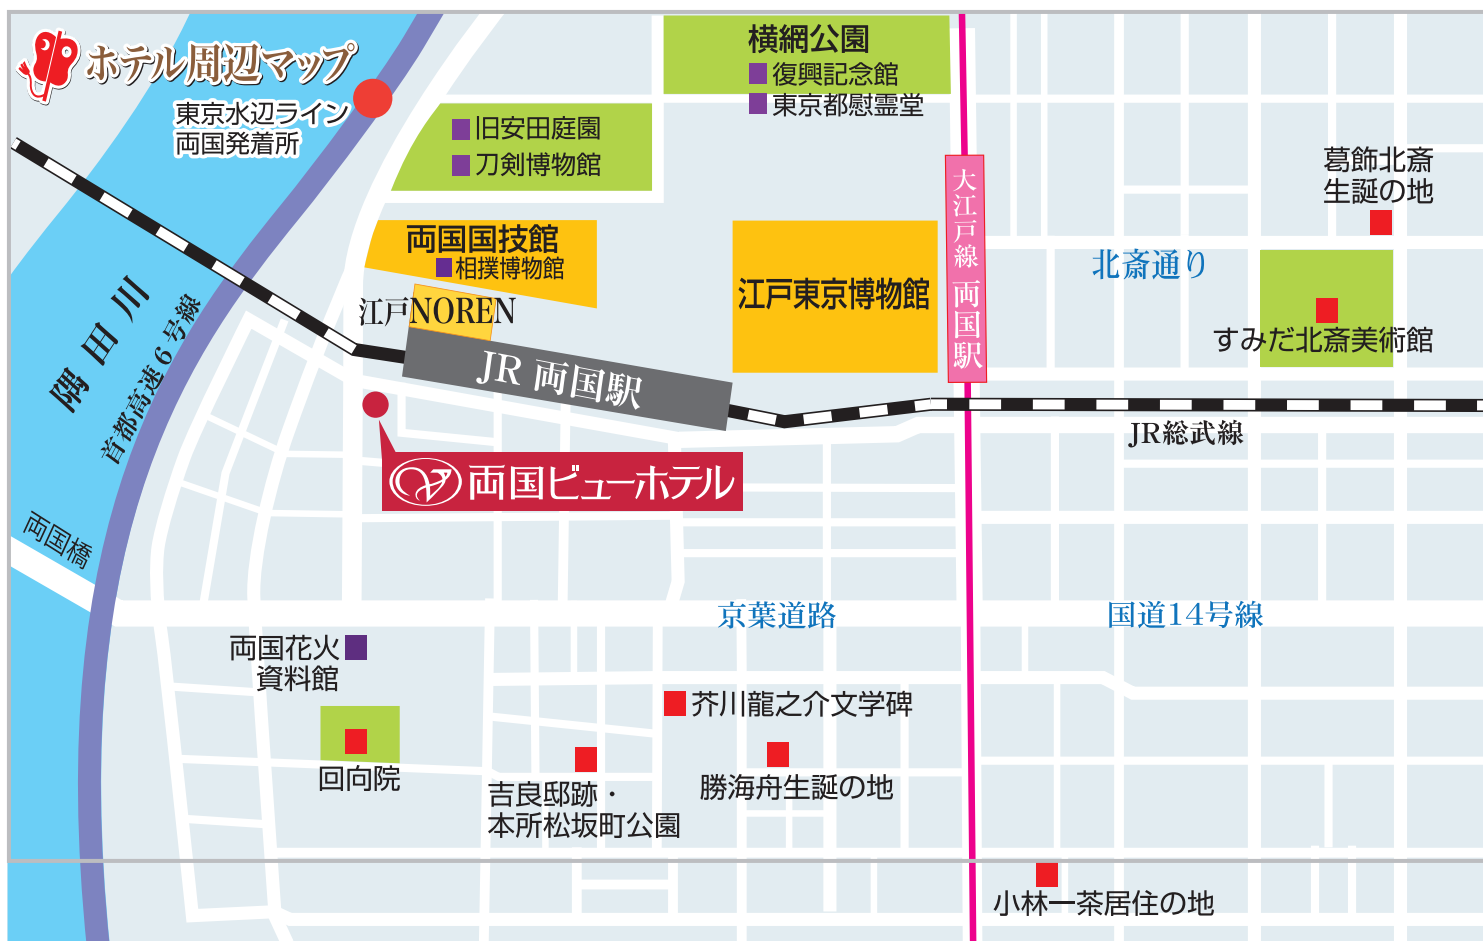 ホテル周辺マップ
東京水辺ライン
両国発着所
横網公園
復興記念館
東京都慰霊堂
旧安田庭園
刀剣博物館
両国国技館
相撲博物館
江戸NOREN
JR 両国駅
江戸東京博物館
大江戸線 両国駅
葛飾北斎
生誕の地
北斎通り
すみだ北斎美術館
JR総武線
隅田川
首都高速6号線
両国ビューホテル
両国橋
京葉道路
国道14号線
両国花火
資料館
回向院
芥川龍之介文学碑
吉良邸跡・
本所松坂町公園
勝海舟生誕の地
小林一茶居住の地